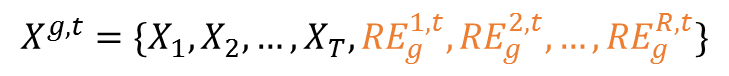 X^{g,t} = {X_1, X_2, …, X_T, RE_g^{1,t}, RE_g^{2,t}, …, RE_g^{R,t}}